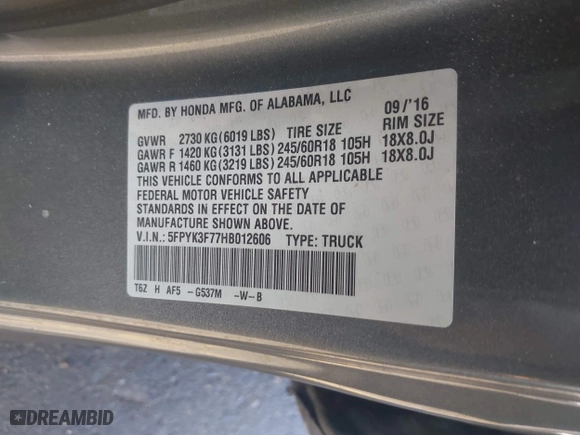 MFD. BY HONDA MFG. OF ALABAMA, LLC 09/'16
GVWR 2730 KG(6019 LBS) TIRE SIZE RIM SIZE
GAWR F 1420 KG(3131 LBS)245/60R18 105H 18X8.0J
GAWR R 1460 KG(3219 LBS)245/60R18 105H 18X8.0J
THIS VEHICLE CONFORMS TO ALL APPLICABLE
FEDERAL MOTOR VEHICLE SAFETY
STANDARDS IN EFFECT ON THE DATE OF
MANUFACTURE SHOWN ABOVE.
V.I.N.: 5FPYK3F77HB012606 TYPE: TRUCK
T6Z H AF5 -G537M -W-B
DREAMBID